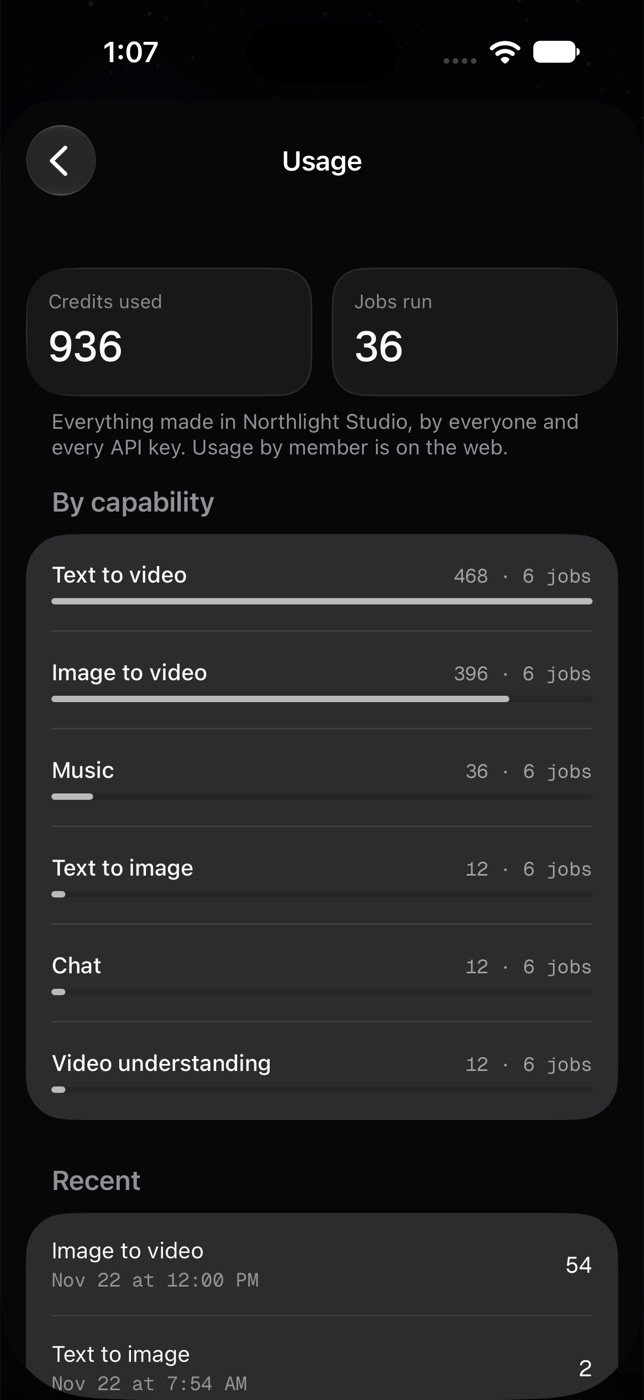 1:07
Usage
Credits used
936
Jobs run
36
Everything made in Northlight Studio, by everyone and
every API key. Usage by member is on the web.
By capability
Text to video
468 · 6 jobs
Image to video
396 · 6 jobs
Music
36 · 6 jobs
Text to image
12 · 6 jobs
Chat
12 · 6 jobs
Video understanding
12 · 6 jobs
Recent
Image to video
54
Nov 22 at 12:00 PM
Text to image
2
Nov 22 at 7:54 AM